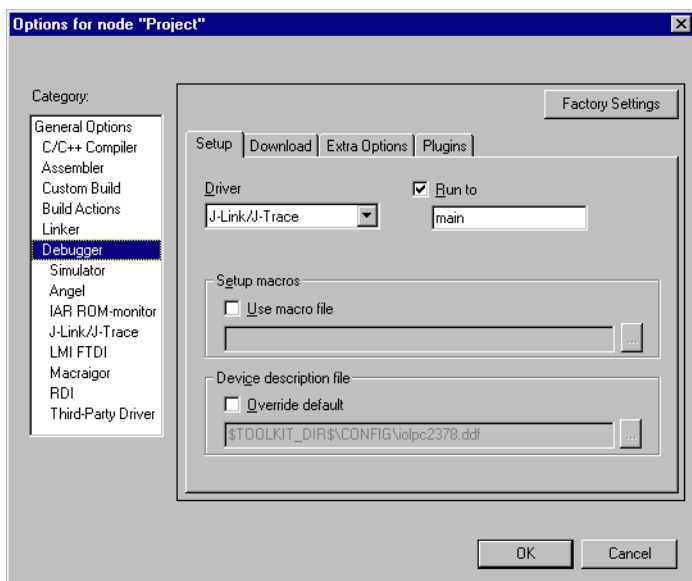 Options for node "Project"
Category:
Factory Settings
General Options
C/C++ Compiler
Assembler
Custom Build
Build Actions
Linker
Debugger
Simulator
Angel
IAR ROM-monitor
J-Link/J-Trace
LMI FTDI
Macraigor
RDI
Third-Party Driver
Setup Download Extra Options Plugins
Driver Run to
J-Link/J-Trace main
Setup macros
Use macro file
...
Device description file
Override default
$TOOLKIT_DIR$\CONFIG\iolpc2378.ddf ...
OK Cancel